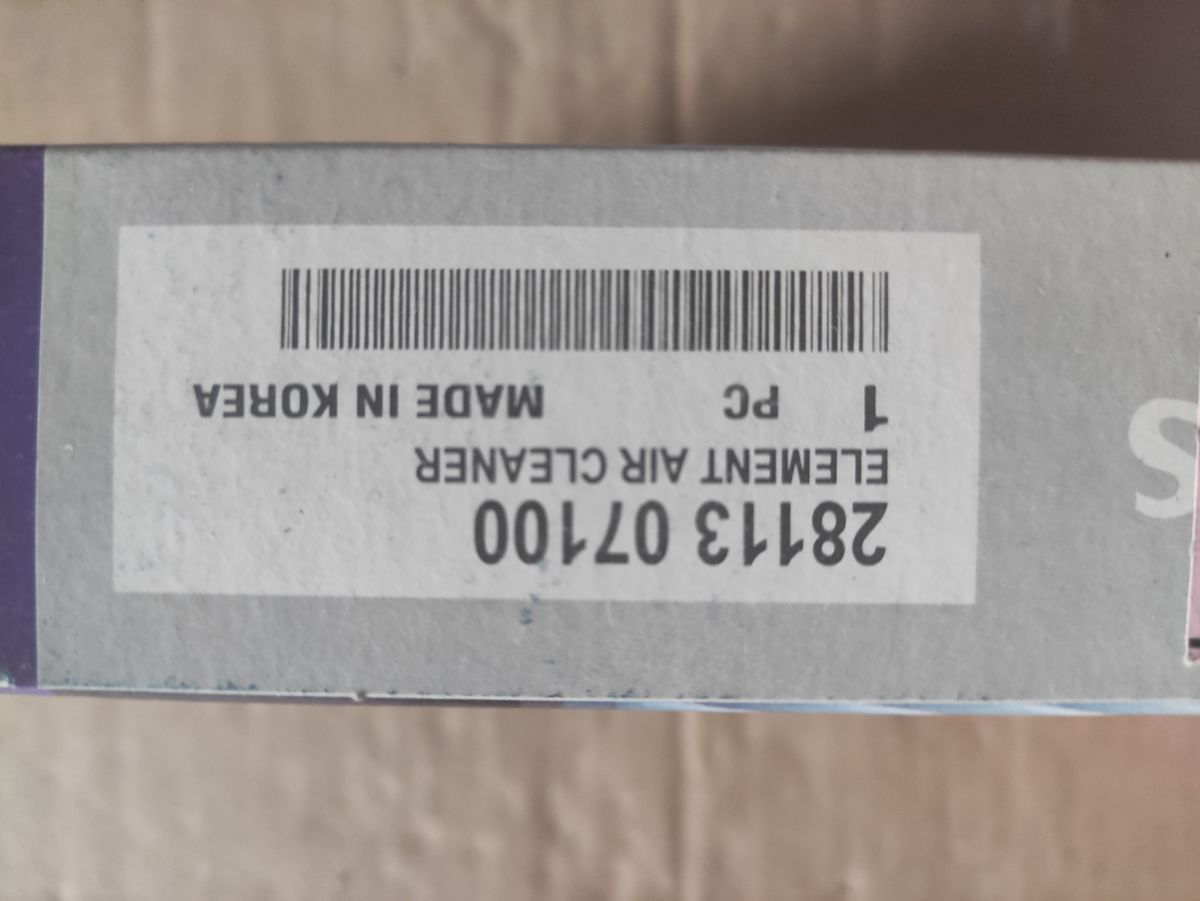 28113 07100
ELEMENT AIR CLEANER
1 PC MADE IN KOREA
S